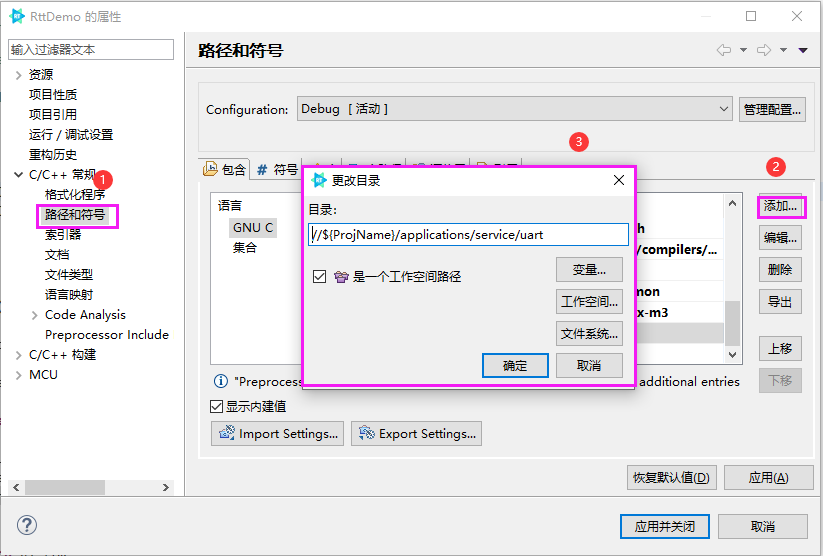 RttDemo 的属性
输入过滤器文本
资源
项目性质
项目引用
运行 / 调试设置
重构历史
C/C++ 常规
1
格式化程序
路径和符号
索引器
文档
文件类型
语言映射
Code Analysis
Preprocessor Include
C/C++ 构建
MCU
路径和符号
Configuration:
Debug [ 活动 ]
管理配置...
3
2
包含
# 符号
更改目录
目录:
//${ProjName}/applications/service/uart
是一个工作空间路径
变量...
工作空间...
文件系统...
确定
取消
语言
GNU C
集合
/compilers/...
mon
x-m3
添加...
编辑...
删除
导出
上移
下移
"Preproces
additional entries
显示内建值
Import Settings...
Export Settings...
恢复默认值(D)
应用(A)
?
应用并关闭
取消